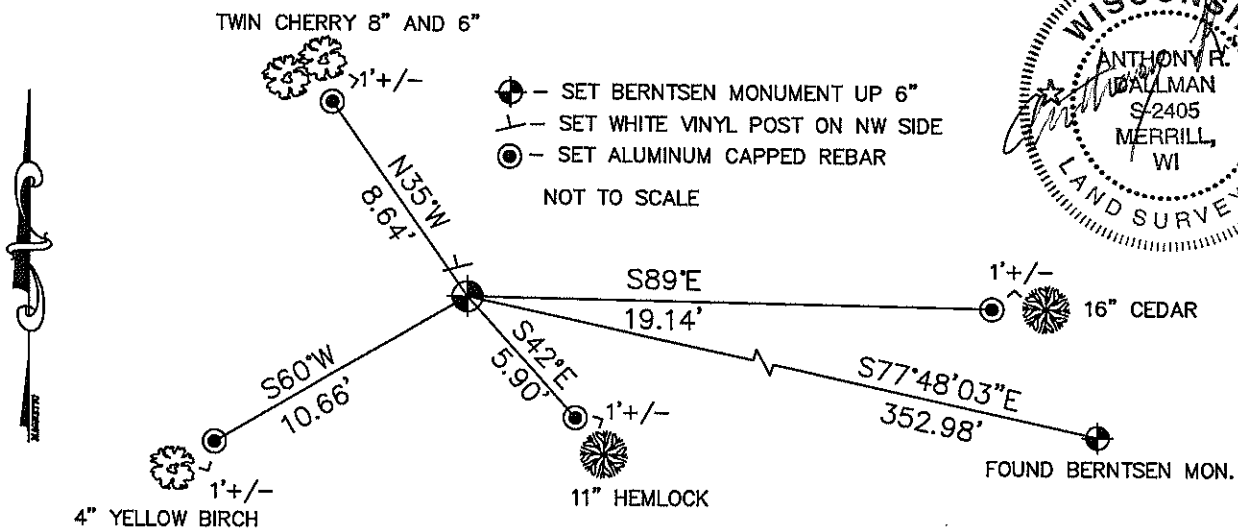 TWIN CHERRY 8" AND 6"
1'+/-
- SET BERNTSEN MONUMENT UP 6"
- SET WHITE VINYL POST ON NW SIDE
- SET ALUMINUM CAPPED REBAR
NOT TO SCALE
ANTHONY R.
DALLMAN
S-2405
MERRILL,
WI
LAND SURVEY
N35°W
8.64'
S89°E
19.14'
1'+/-
16" CEDAR
S42°E
5.90'
1'+/-
11" HEMLOCK
S77°48'03"E
352.98'
FOUND BERNTSEN MON.
S60°W
10.66'
1'+/-
4" YELLOW BIRCH